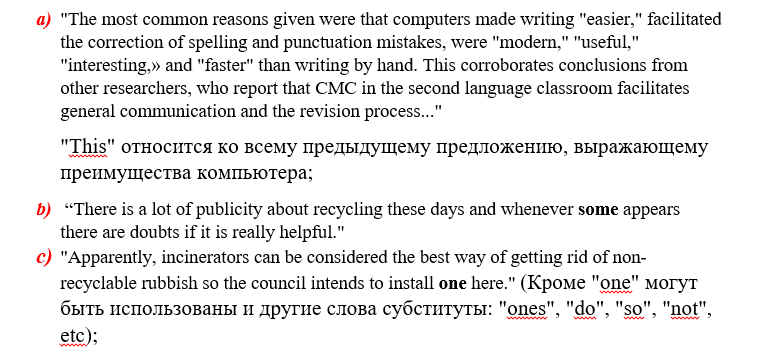 a) "The most common reasons given were that computers made writing "easier," facilitated
the correction of spelling and punctuation mistakes, were "modern," "useful,"
"interesting,» and "faster" than writing by hand. This corroborates conclusions from
other researchers, who report that CMC in the second language classroom facilitates
general communication and the revision process..."
"This" относится ко всему предыдущему предложению, выражающему
преимущества компьютера;
b) “There is a lot of publicity about recycling these days and whenever some appears
there are doubts if it is really helpful."
c) "Apparently, incinerators can be considered the best way of getting rid of non-
recyclable rubbish so the council intends to install one here." (Кроме "one" могут
быть использованы и другие слова субституты: "ones", "do", "so", "not",
etc);